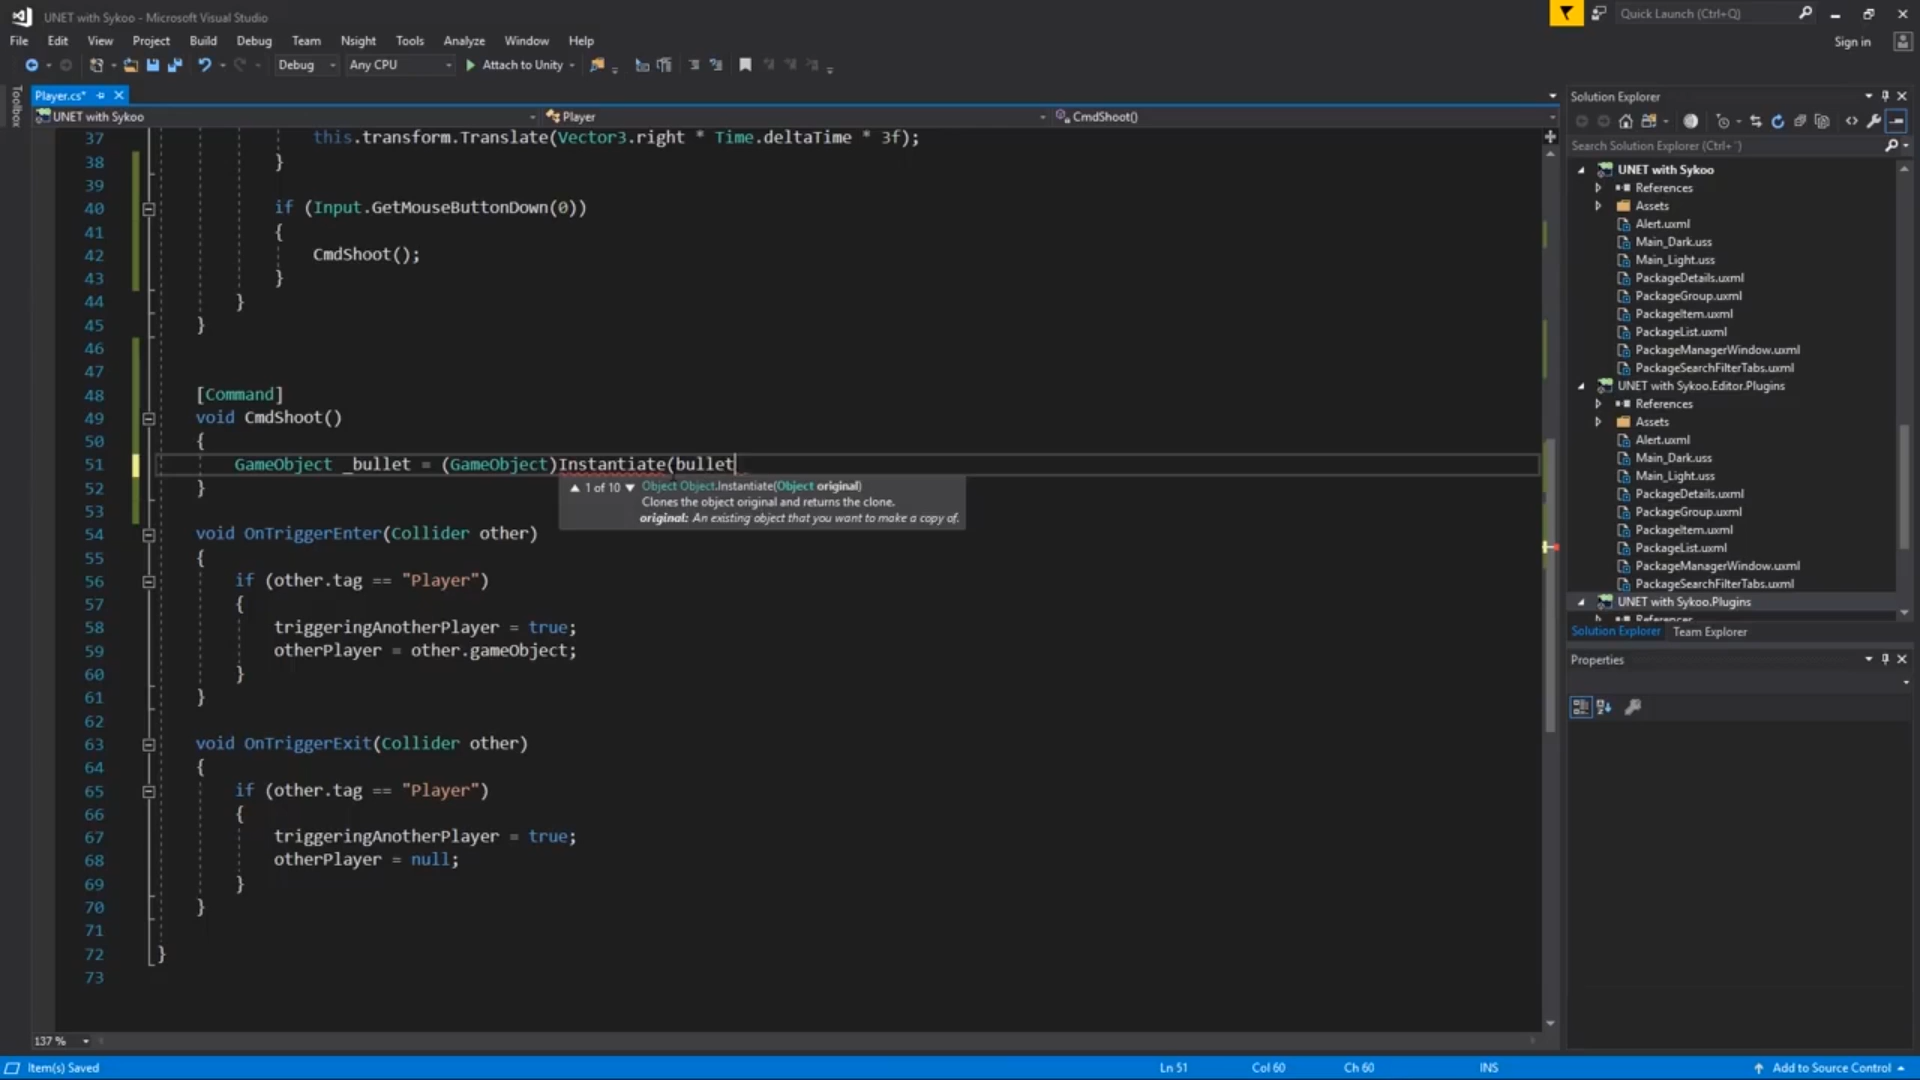 UNET with Sykoo - Microsoft Visual Studio
Quick Launch (Ctrl+Q)
File Edit View Project Build Debug Team Nsight Tools Analyze Window Help
Sign in
Debug Any CPU Attach to Unity
Toolbox
Player.cs*
UNET with Sykoo Player CmdShoot()
37 this.transform.Translate(Vector3.right * Time.deltaTime * 3f);
38 }
39
40 if (Input.GetMouseButtonDown(0))
41 {
42 CmdShoot();
43 }
44 }
45 }
46
47
48 [Command]
49 void CmdShoot()
50 {
51 GameObject _bullet = (GameObject)Instantiate(bullet
52 }
53
1 of 10 Object Object.Instantiate(Object original)
Clones the object original and returns the clone.
original: An existing object that you want to make a copy of.
54 void OnTriggerEnter(Collider other)
55 {
56 if (other.tag == "Player")
57 {
58 triggeringAnotherPlayer = true;
59 otherPlayer = other.gameObject;
60 }
61 }
62
63 void OnTriggerExit(Collider other)
64 {
65 if (other.tag == "Player")
66 {
67 triggeringAnotherPlayer = true;
68 otherPlayer = null;
69 }
70 }
71
72 }
73
137 %
Solution Explorer
Search Solution Explorer (Ctrl+¨)
UNET with Sykoo
References
Assets
Alert.uxml
Main_Dark.uss
Main_Light.uss
PackageDetails.uxml
PackageGroup.uxml
PackageItem.uxml
PackageList.uxml
PackageManagerWindow.uxml
PackageSearchFilterTabs.uxml
UNET with Sykoo.Editor.Plugins
References
Assets
Alert.uxml
Main_Dark.uss
Main_Light.uss
PackageDetails.uxml
PackageGroup.uxml
PackageItem.uxml
PackageList.uxml
PackageManagerWindow.uxml
PackageSearchFilterTabs.uxml
UNET with Sykoo.Plugins
References
Solution Explorer Team Explorer
Properties
Item(s) Saved Ln 51 Col 60 Ch 60 INS Add to Source Control